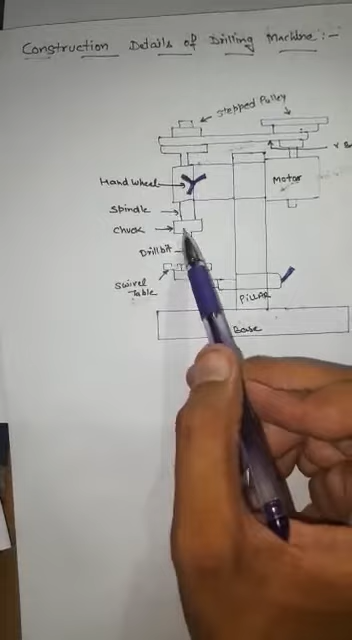 Construction Details of Drilling Machine :-
Stepped Pulley
V B
Hand wheel
Motor
Spindle
Chuck
Drill bit
Swivel
Table
PILLAR
Base